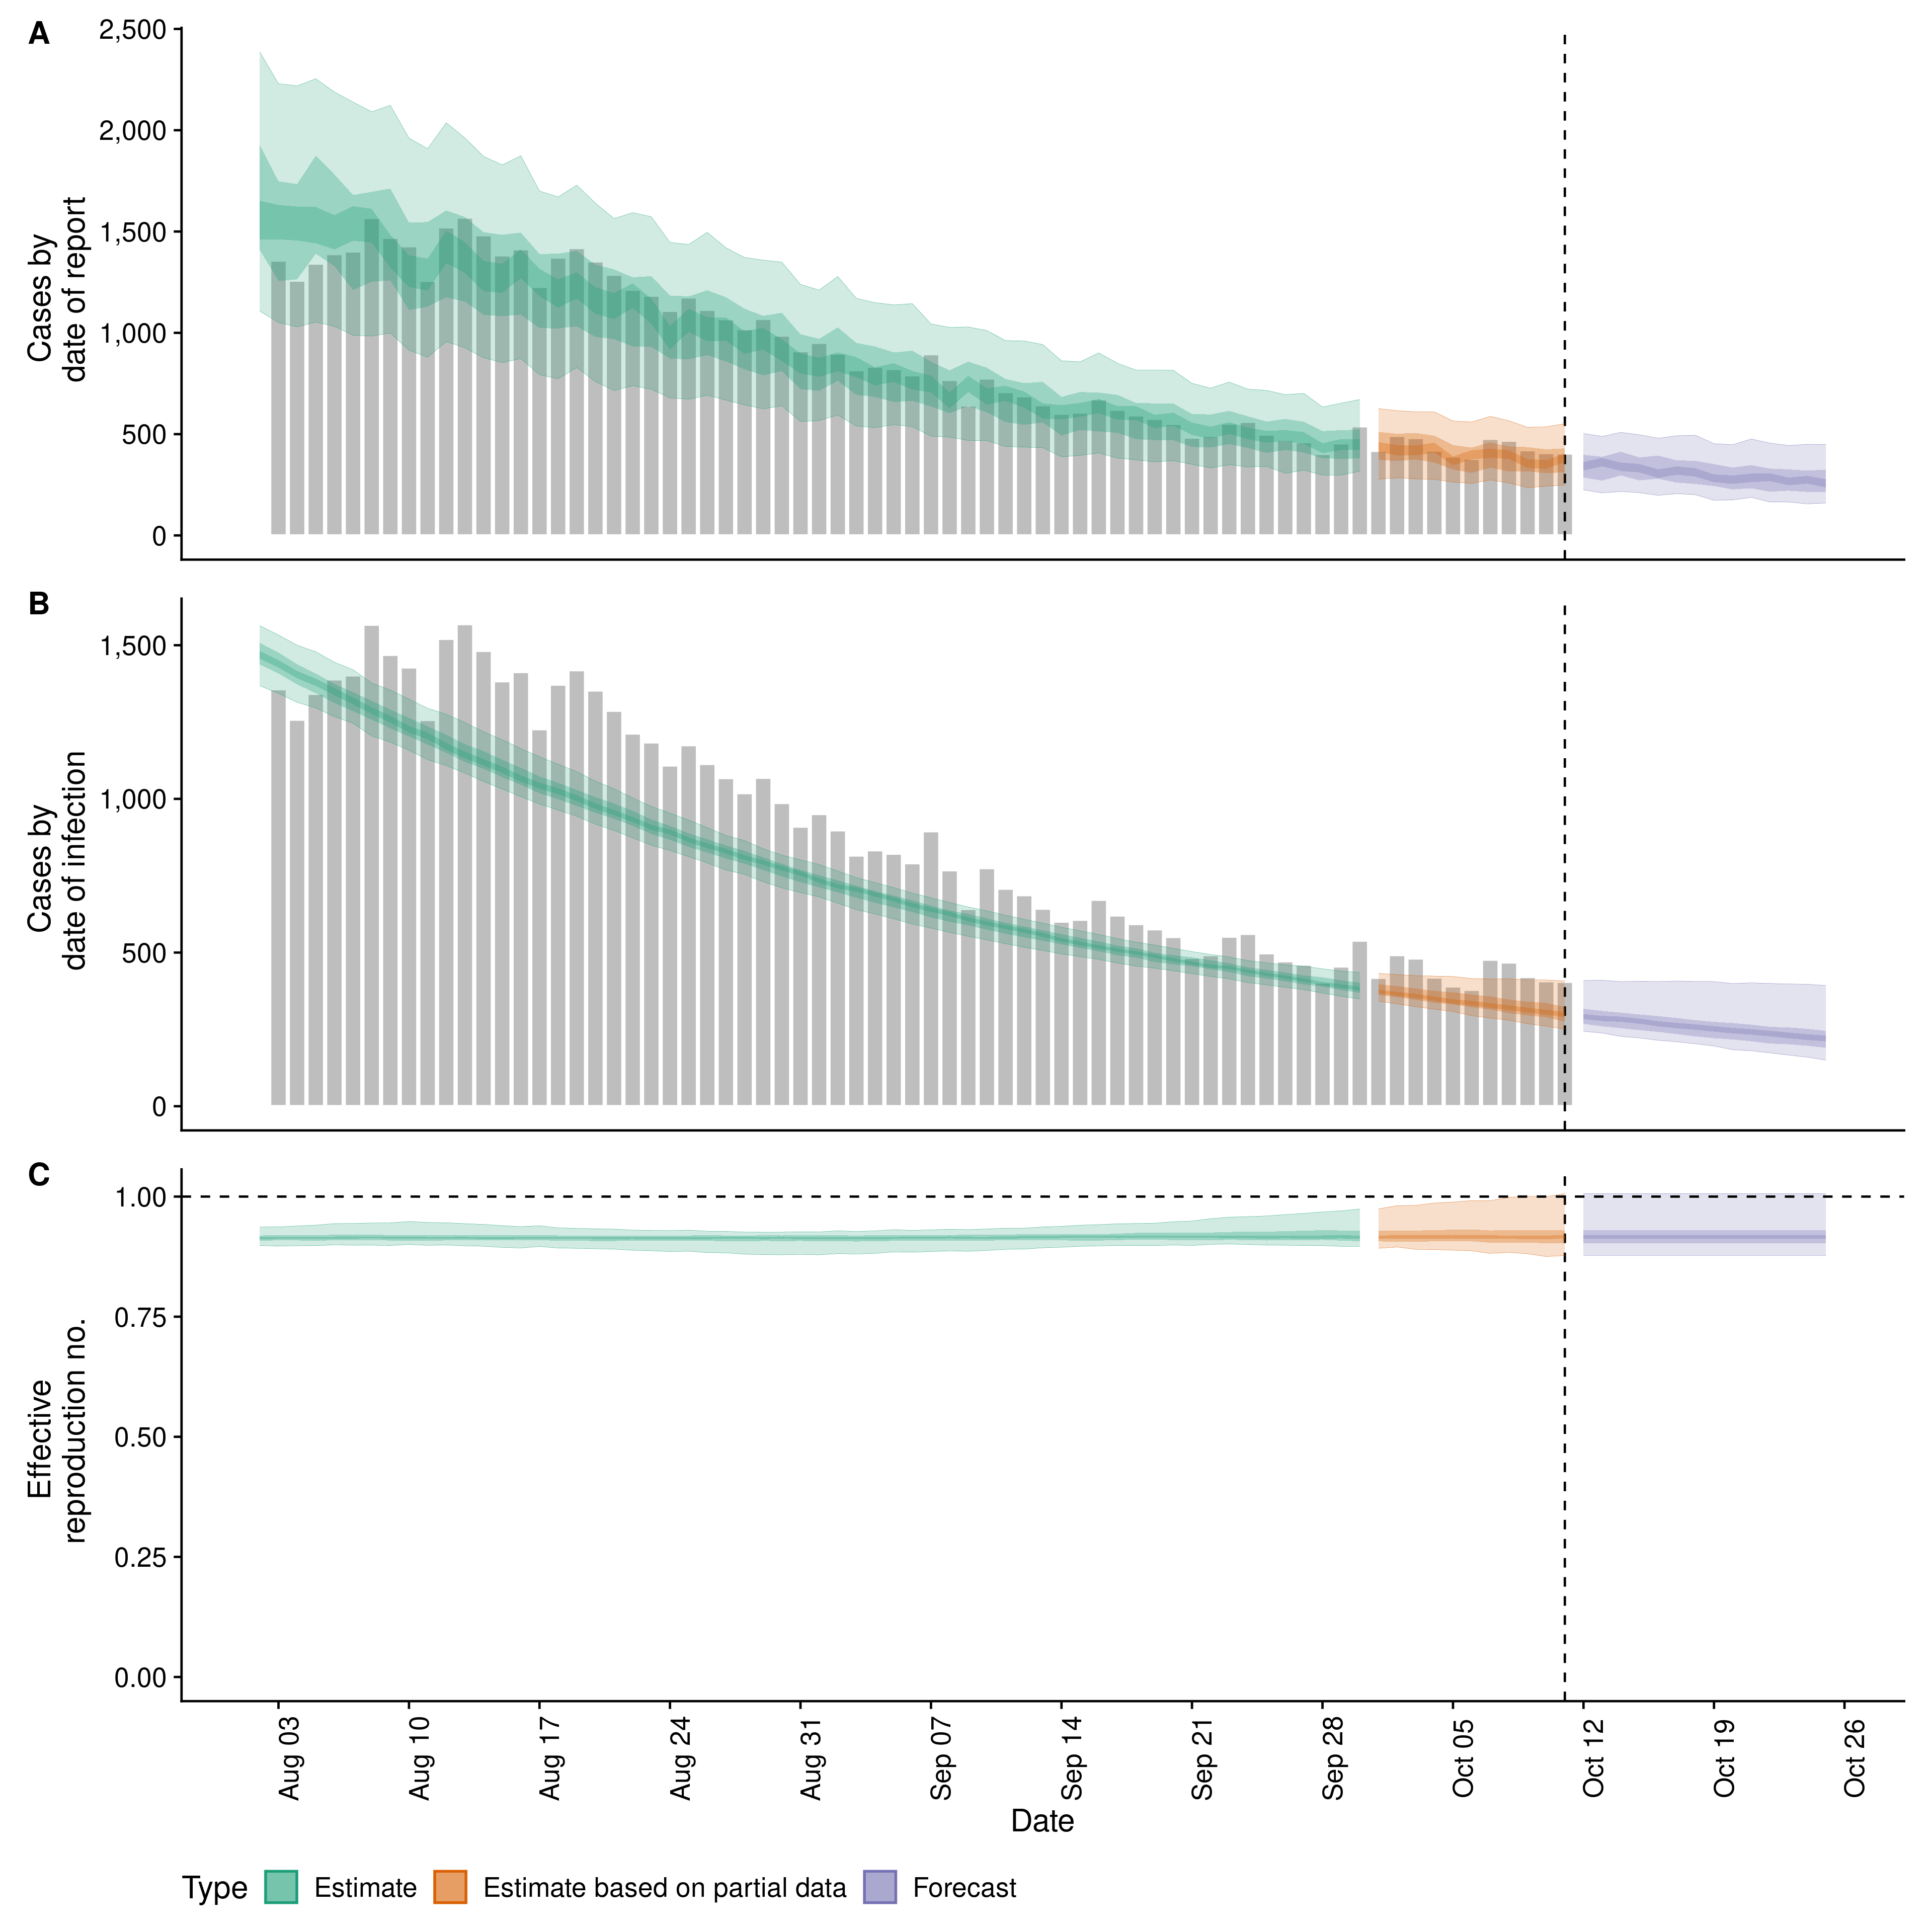 A
2,500
2,000
1,500
1,000
500
0
Cases by
date of report
B
1,500
1,000
500
0
Cases by
date of infection
C
1.00
0.75
0.50
0.25
0.00
Effective
reproduction no.
Aug 03
Aug 10
Aug 17
Aug 24
Aug 31
Sep 07
Sep 14
Sep 21
Sep 28
Oct 05
Oct 12
Oct 19
Oct 26
Date
Type Estimate Estimate based on partial data Forecast